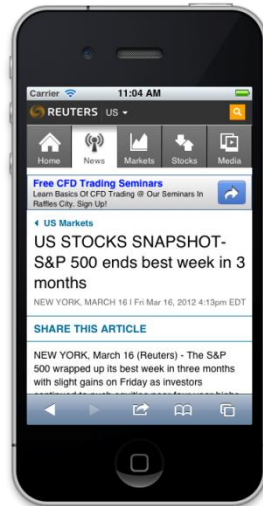 Carrier 11:04 AM
REUTERS US
Home News Markets Stocks Media
Free CFD Trading Seminars
Learn Basics Of CFD Trading @ Our Seminars In
Raffles City. Sign Up!
US Markets
US STOCKS SNAPSHOT-
S&P 500 ends best week in 3
months
NEW YORK, MARCH 16 I Fri Mar 16, 2012 4:13pm EDT
SHARE THIS ARTICLE
NEW YORK, March 16 (Reuters) - The S&P
500 wrapped up its best week in three months
with slight gains on Friday as investors